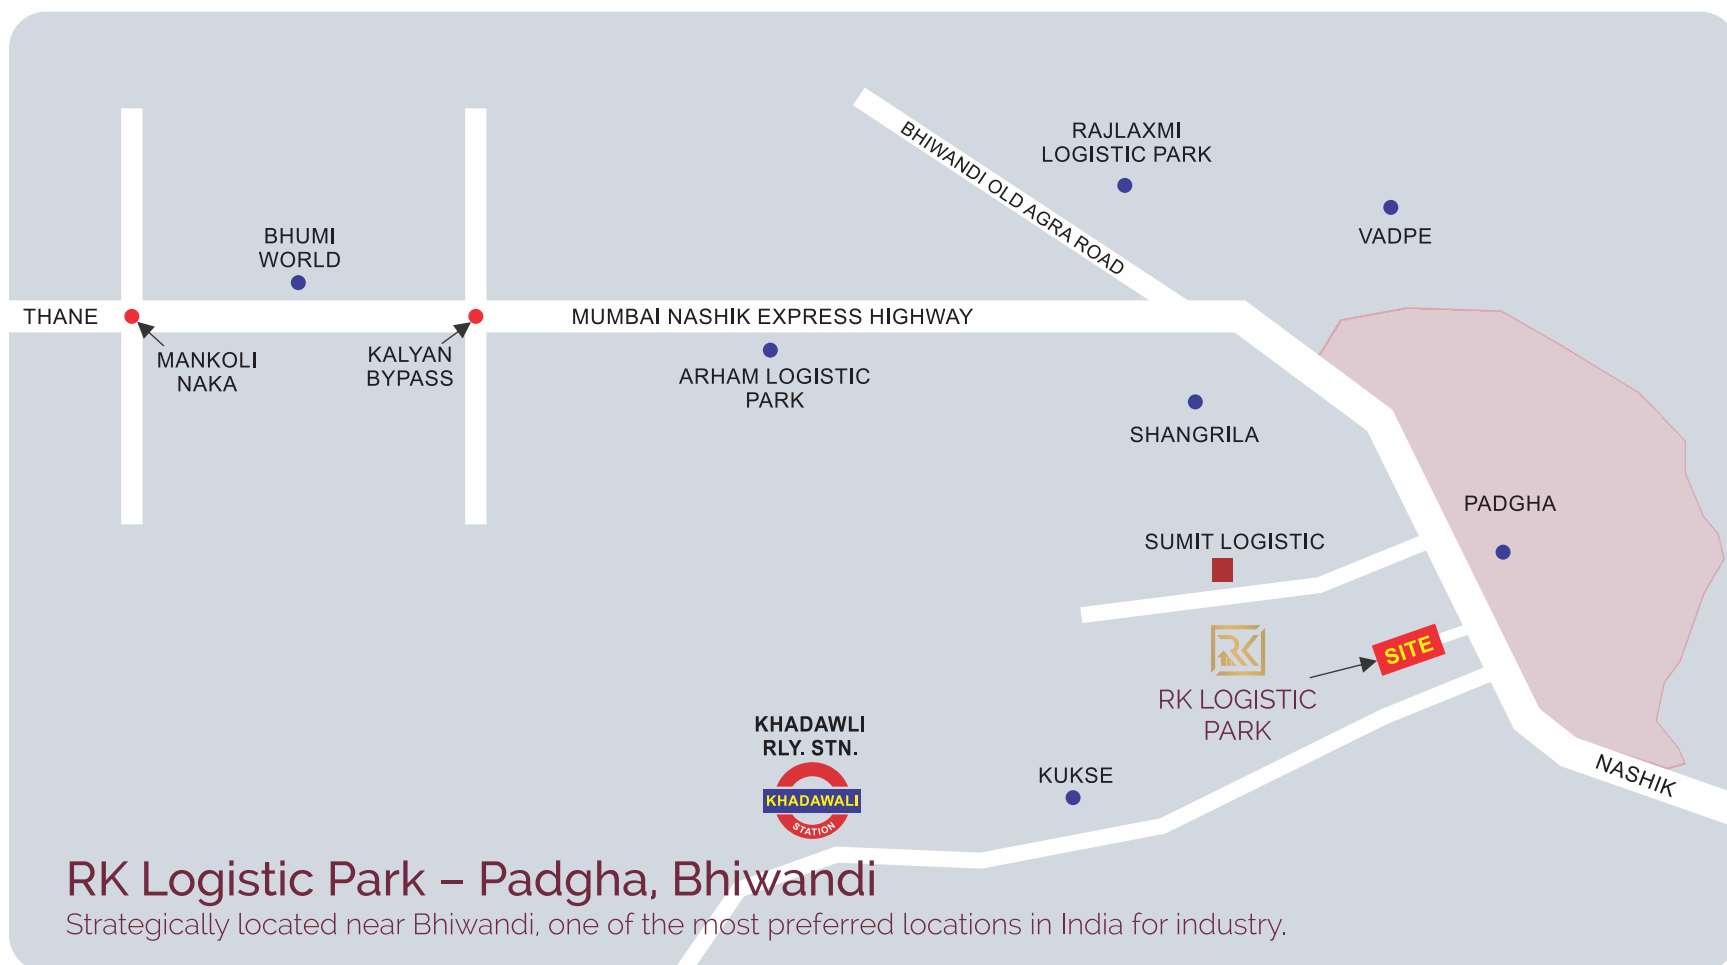 BHIWANDI OLD AGRA ROAD
RAJLAXMI
LOGISTIC PARK
VADPE
BHUMI
WORLD
THANE
MUMBAI NASHIK EXPRESS HIGHWAY
MANKOLI
NAKA
KALYAN
BYPASS
ARHAM LOGISTIC
PARK
SHANGRILA
PADGHA
SUMIT LOGISTIC
SITE
RK
RK LOGISTIC
PARK
KHADAWLI
RLY. STN.
KHADAWALI
STATION
KUKSE
NASHIK
RK Logistic Park – Padgha, Bhiwandi
Strategically located near Bhiwandi, one of the most preferred locations in India for industry.